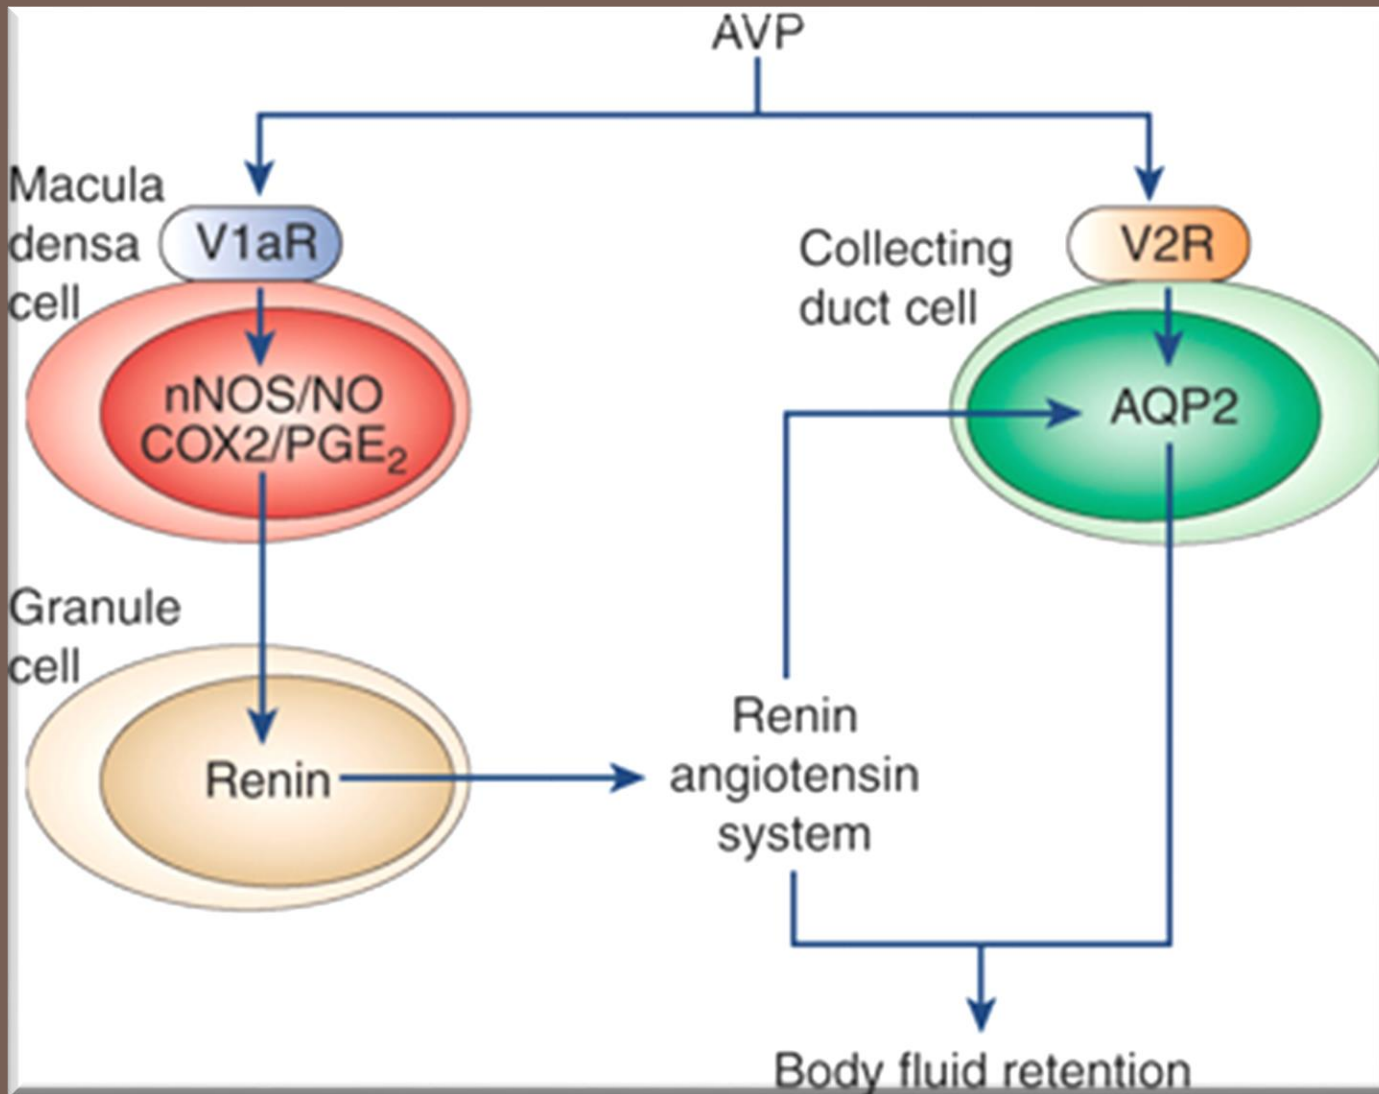 AVP
Macula
densa
cell
V1aR
nNOS/NO
COX2/PGE₂
Collecting
duct cell
V2R
AQP2
Granule
cell
Renin
Renin
angiotensin
system
Body fluid retention